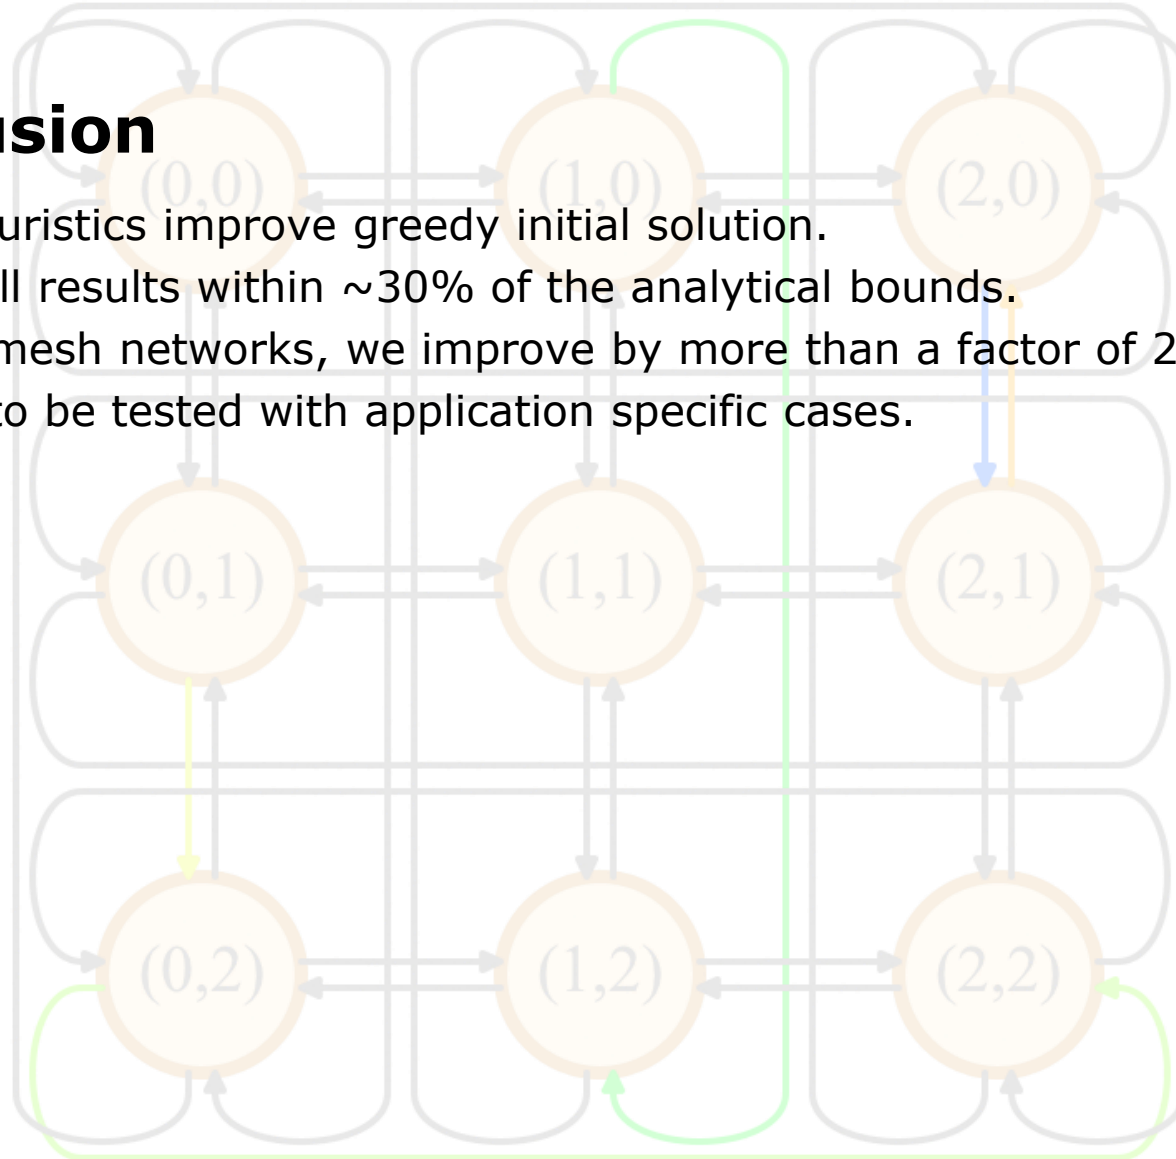 usion
(0,0) (1,0) (2,0)
uristics improve greedy initial solution.
ll results within ~30% of the analytical bounds.
mesh networks, we improve by more than a factor of 2
to be tested with application specific cases.
(0,1) (1,1) (2,1)
(0,2) (1,2) (2,2)